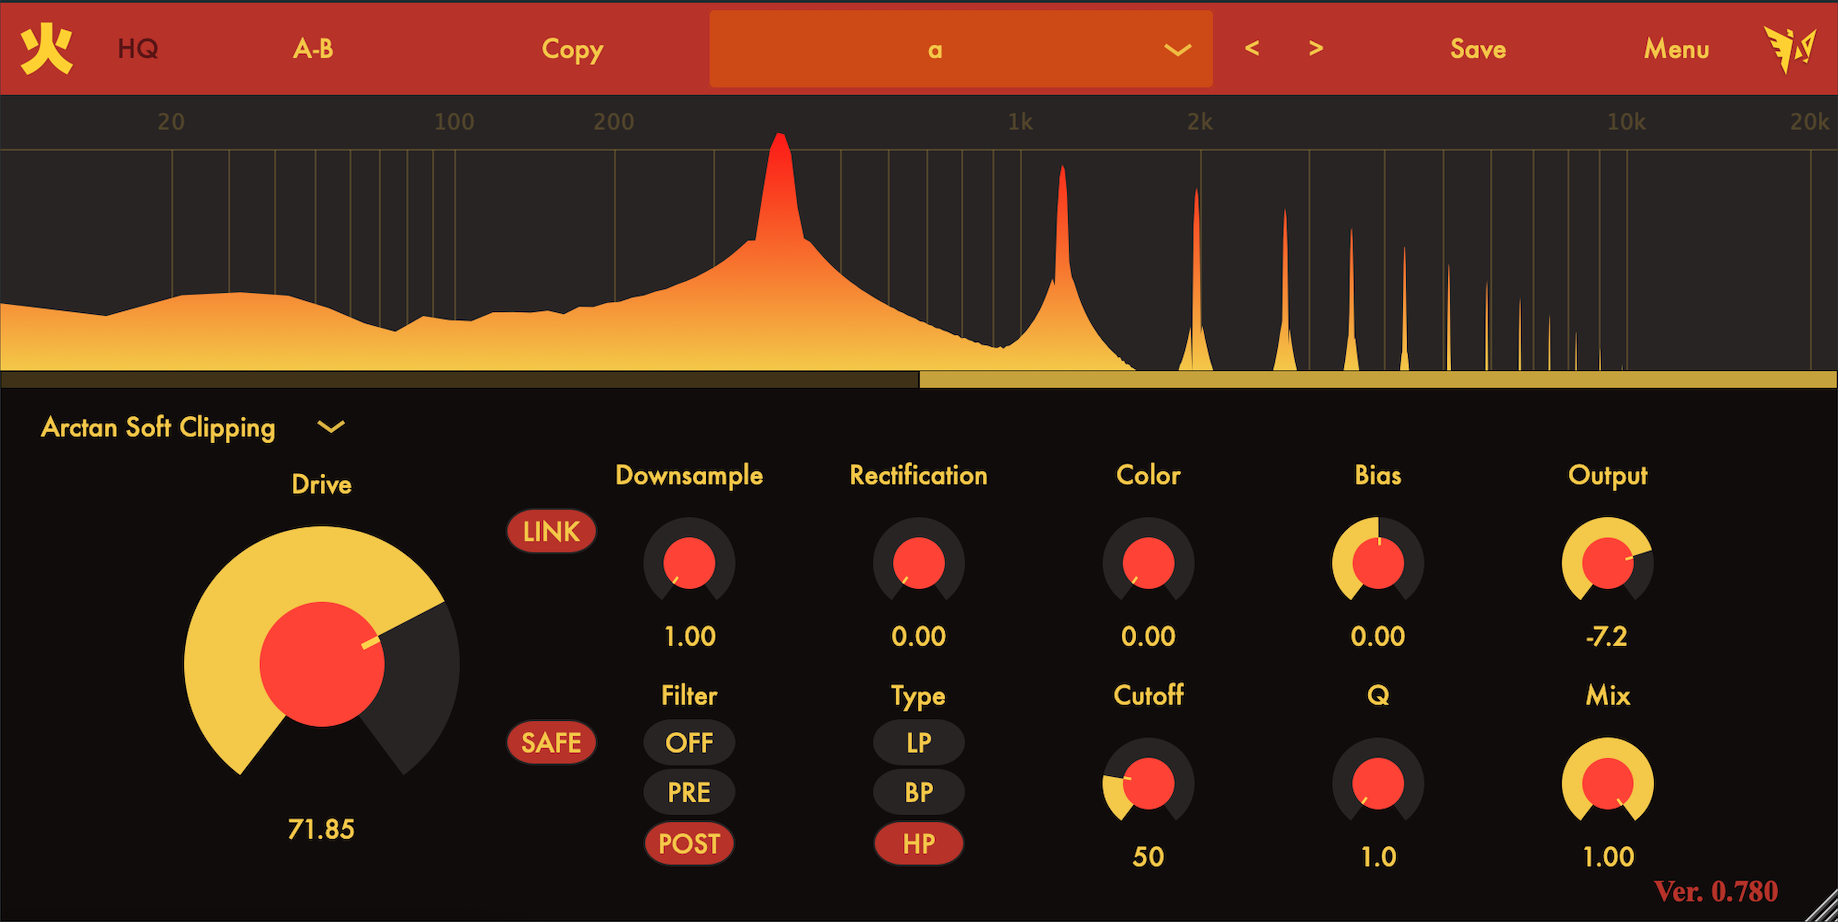 火 HQ A-B Copy a < > Save Menu
20 100 200 1k 2k 10k 20k
Arctan Soft Clipping
Drive
71.85
LINK
SAFE
Downsample Rectification Color Bias Output
1.00 0.00 0.00 0.00 -7.2
Filter Type Cutoff Q Mix
OFF LP
PRE BP
POST HP
50 1.0 1.00
Ver. 0.780